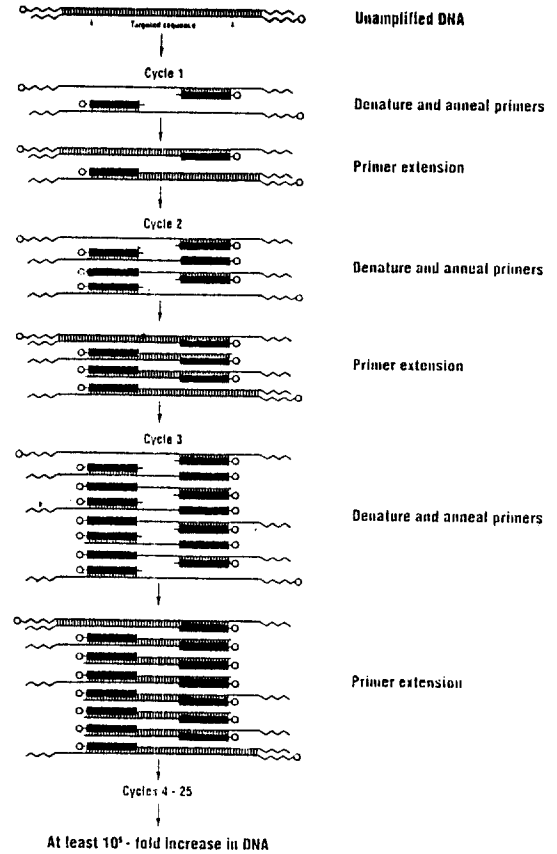 Unamplified DNA
Targeted sequence
Cycle 1
Denature and anneal primers
Primer extension
Cycle 2
Denature and anneal primers
Primer extension
Cycle 3
Denature and anneal primers
Primer extension
Cycles 4 - 25
At least 10⁵ - fold increase in DNA